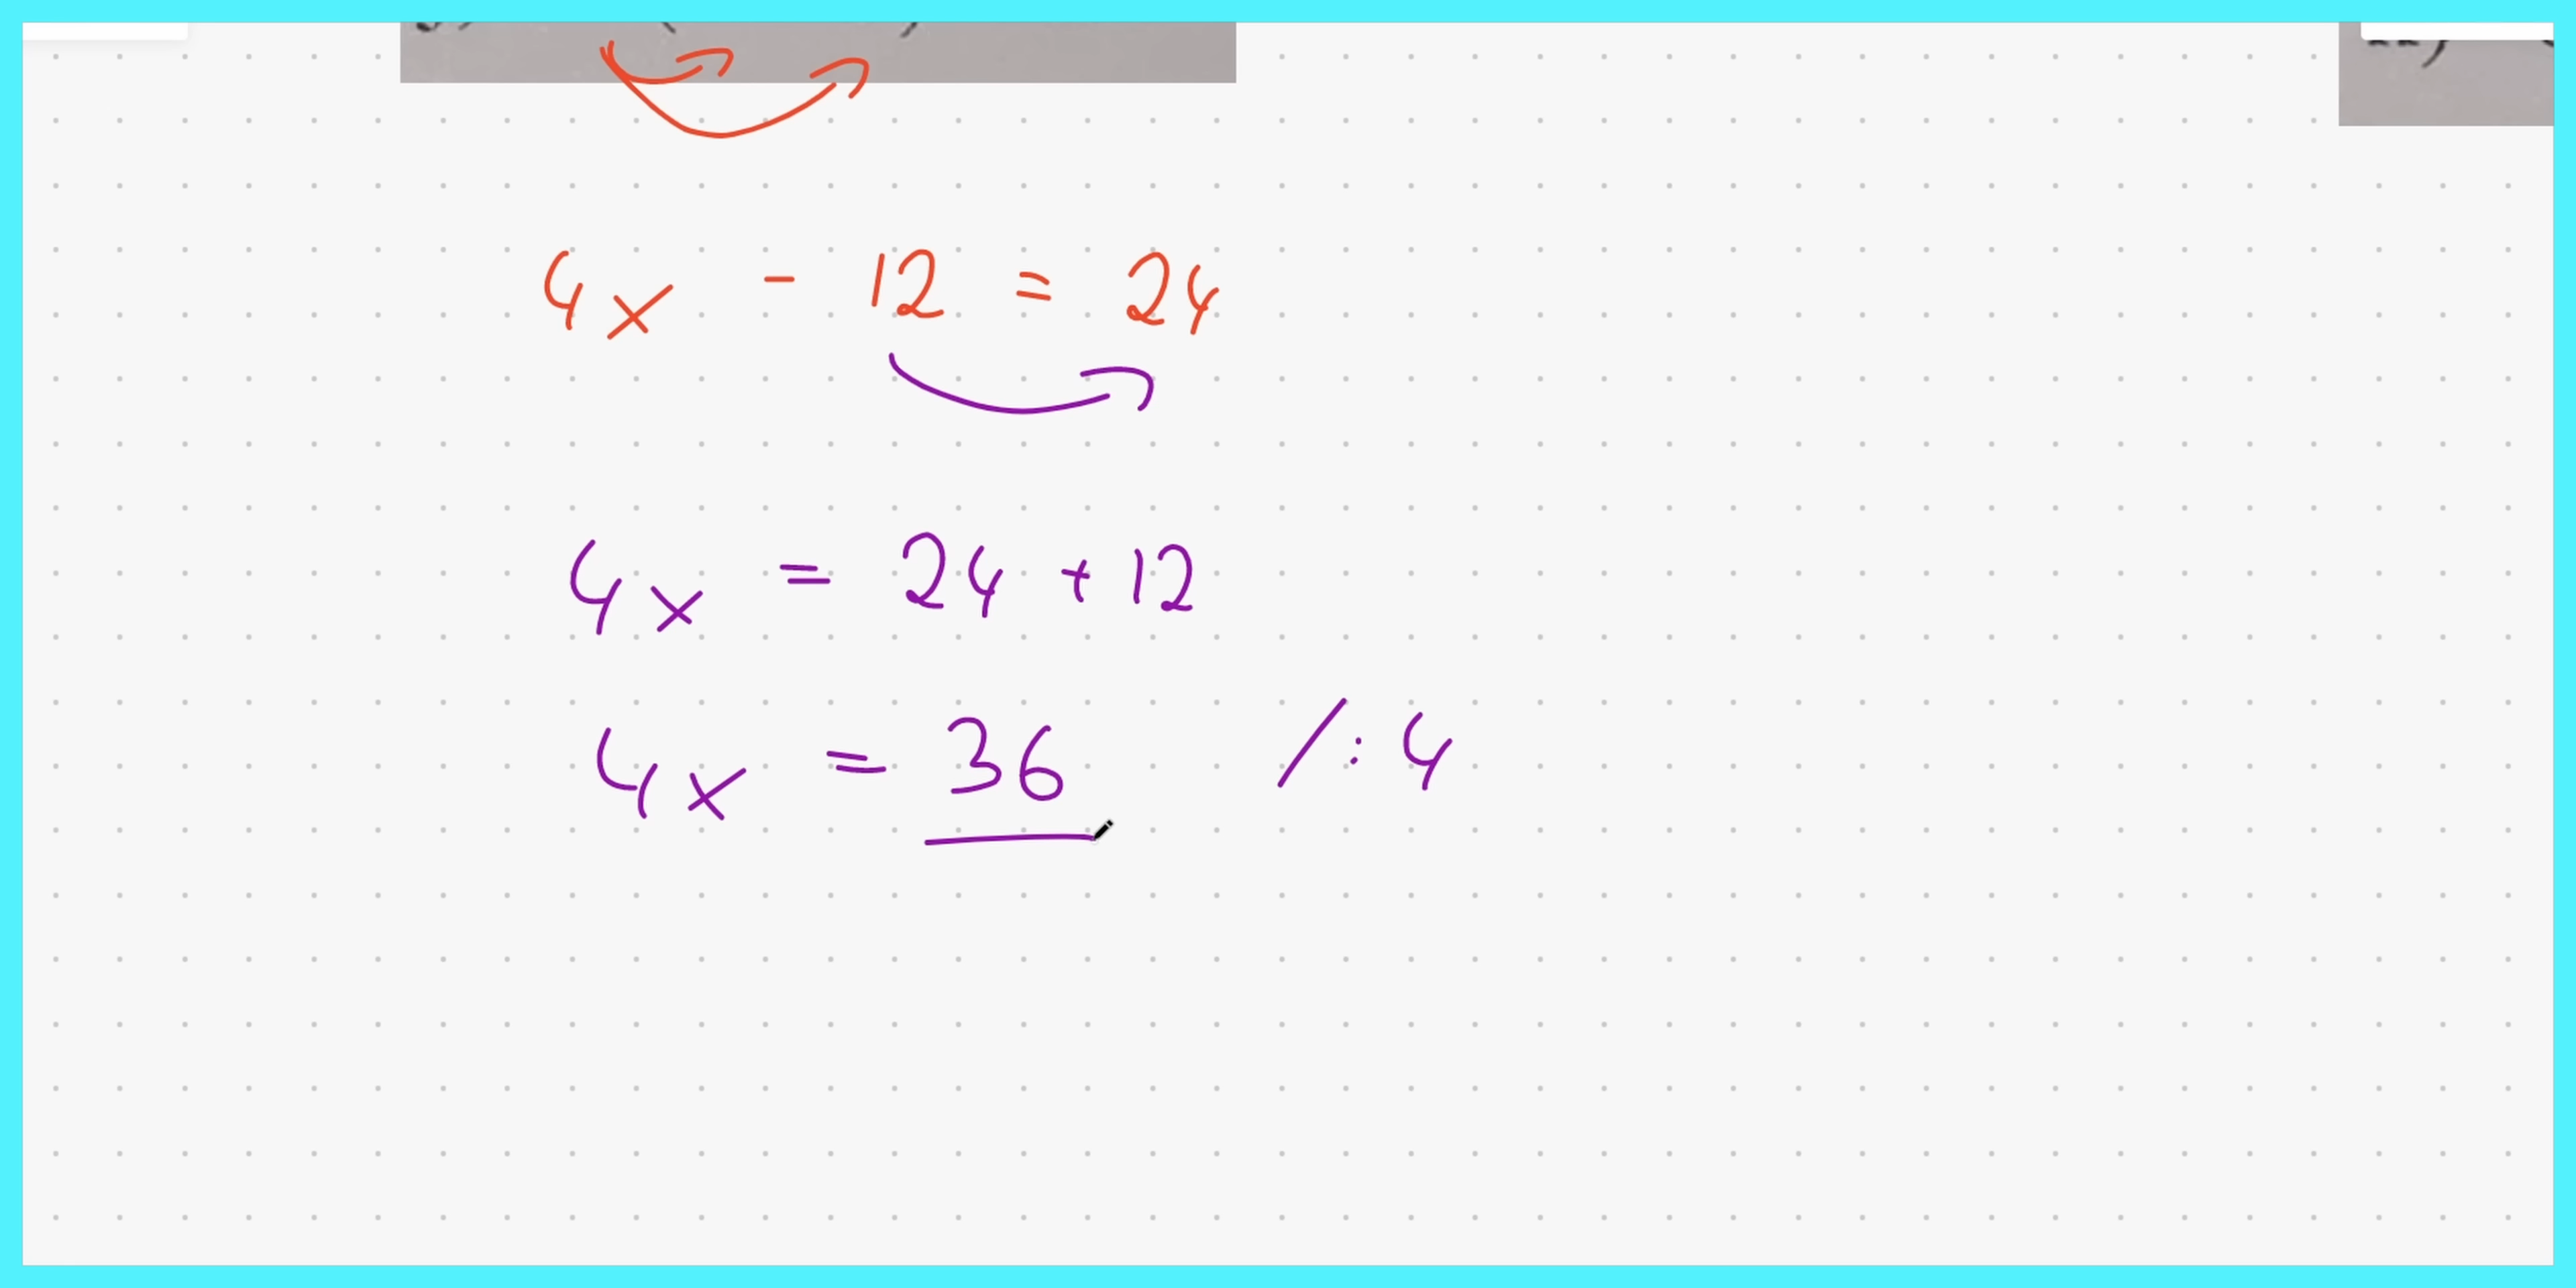 4x - 12 = 24
4x = 24 + 12
4x = 36 /: 4